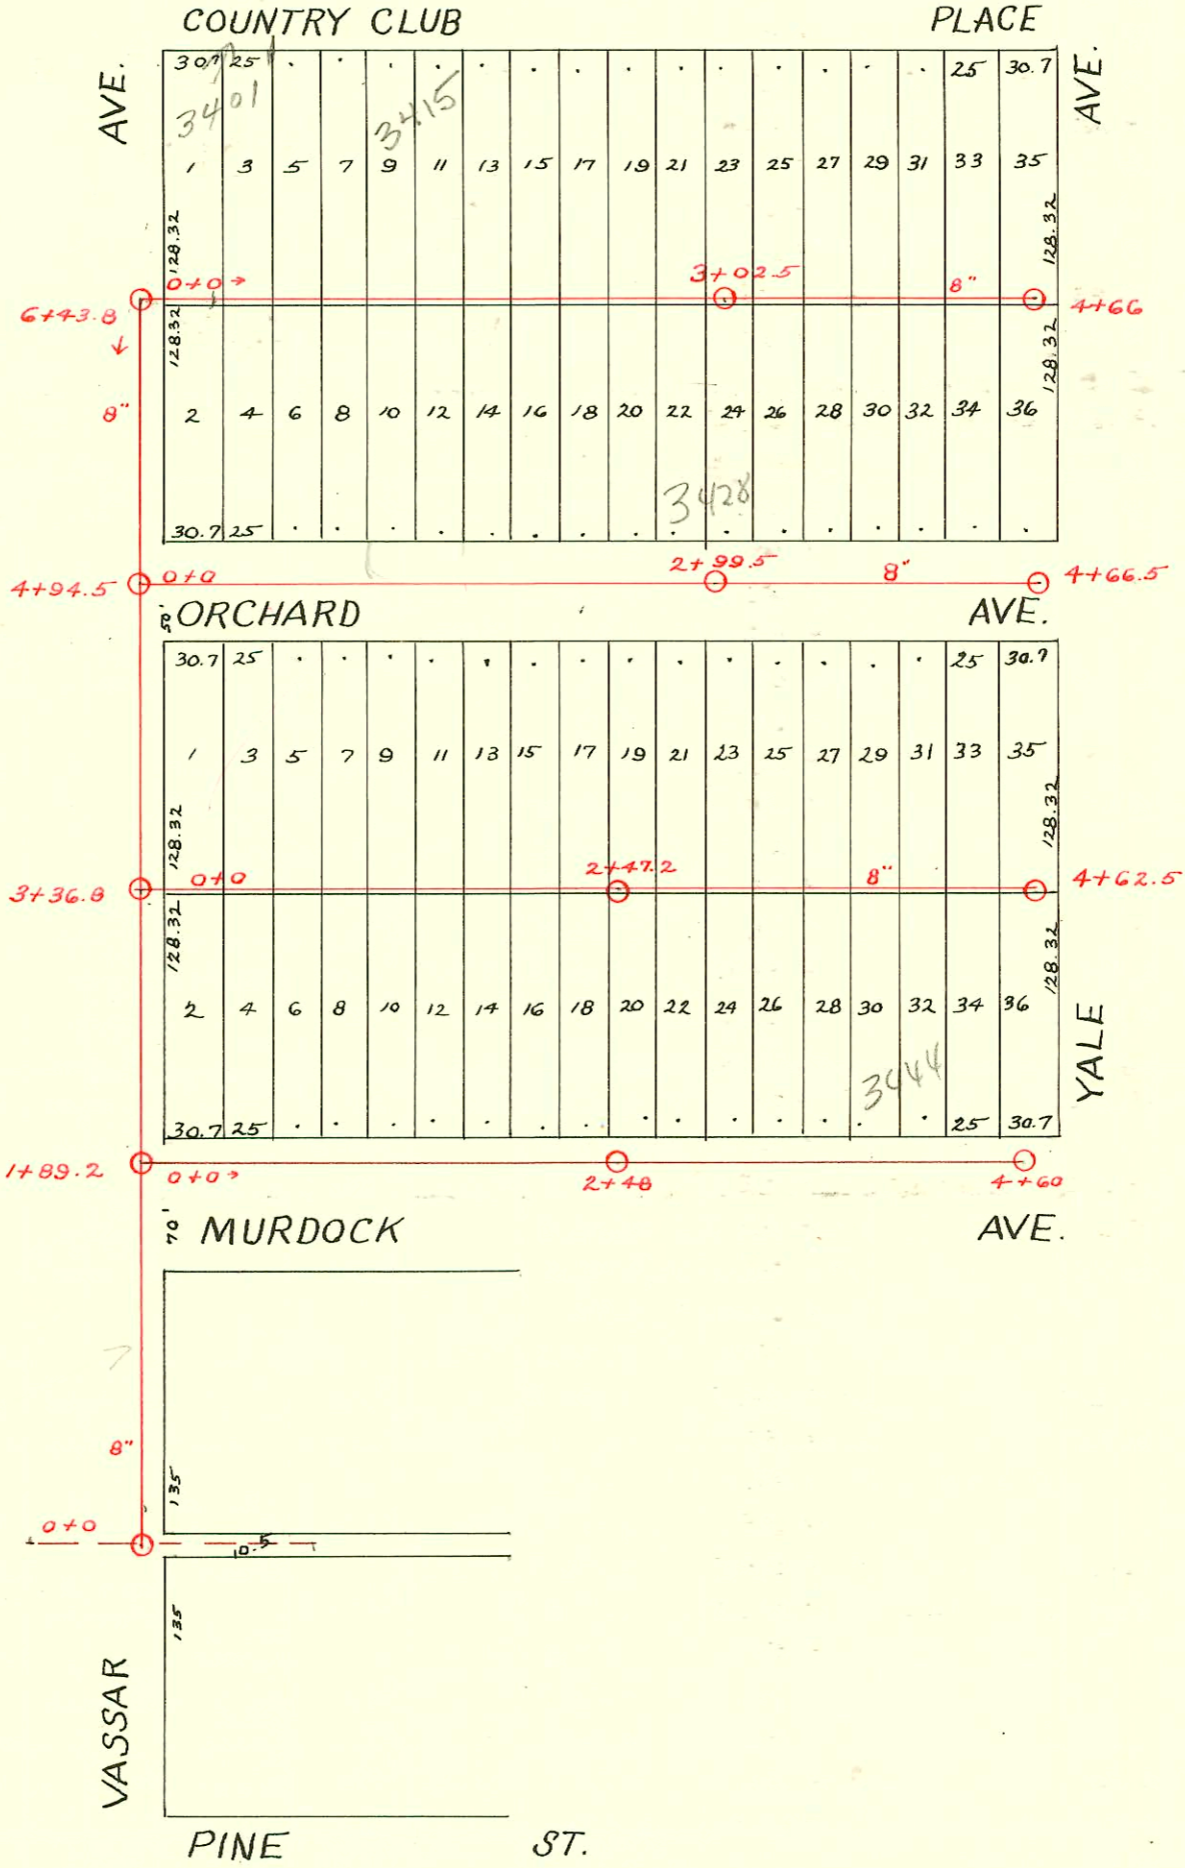 COUNTRY CLUB PLACE
AVE. AVE.
30.7 25 . . . . . . . . . . . . . . 25 30.7
3401 3415
1 3 5 7 9 11 13 15 17 19 21 23 25 27 29 31 33 35
128.32 128.32
0+0→ 3+02.5 8"
6+43.8 4+66
128.32 128.32
8"
2 4 6 8 10 12 14 16 18 20 22 24 26 28 30 32 34 36
3428
30.7 25 . . . . . . . . . . . . . . . .
4+94.5 0+0 2+99.5 8" 4+66.5
50' ORCHARD AVE.
30.7 25 . . . . . . . . . . . . . . 25 30.7
1 3 5 7 9 11 13 15 17 19 21 23 25 27 29 31 33 35
128.32 128.32
3+36.8 0+0 2+47.2 8" 4+62.5
128.32 128.32
2 4 6 8 10 12 14 16 18 20 22 24 26 28 30 32 34 36
YALE
3444
30.7 25 . . . . . . . . . . . . . . 25 30.7
1+89.2 0+0→ 2+48 4+60
70' MURDOCK AVE.
8"
135
0+0
10.5
135
VASSAR
PINE ST.